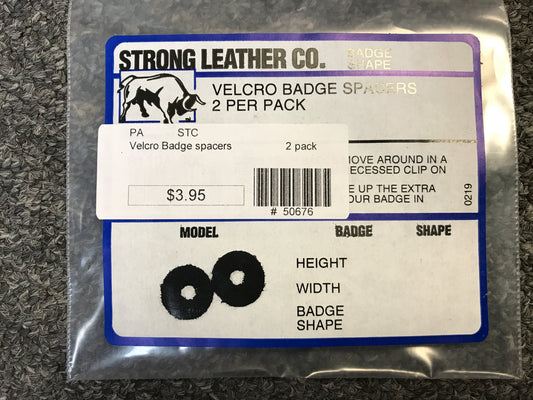 STRONG LEATHER CO.
BADGE
SHAPE
VELCRO BADGE SPACERS
2 PER PACK
PA STC
Velcro Badge spacers 2 pack
$3.95
# 50676
MOVE AROUND IN A
RECESSED CLIP ON
E UP THE EXTRA
OUR BADGE IN
0219
MODEL BADGE SHAPE
HEIGHT
WIDTH
BADGE
SHAPE